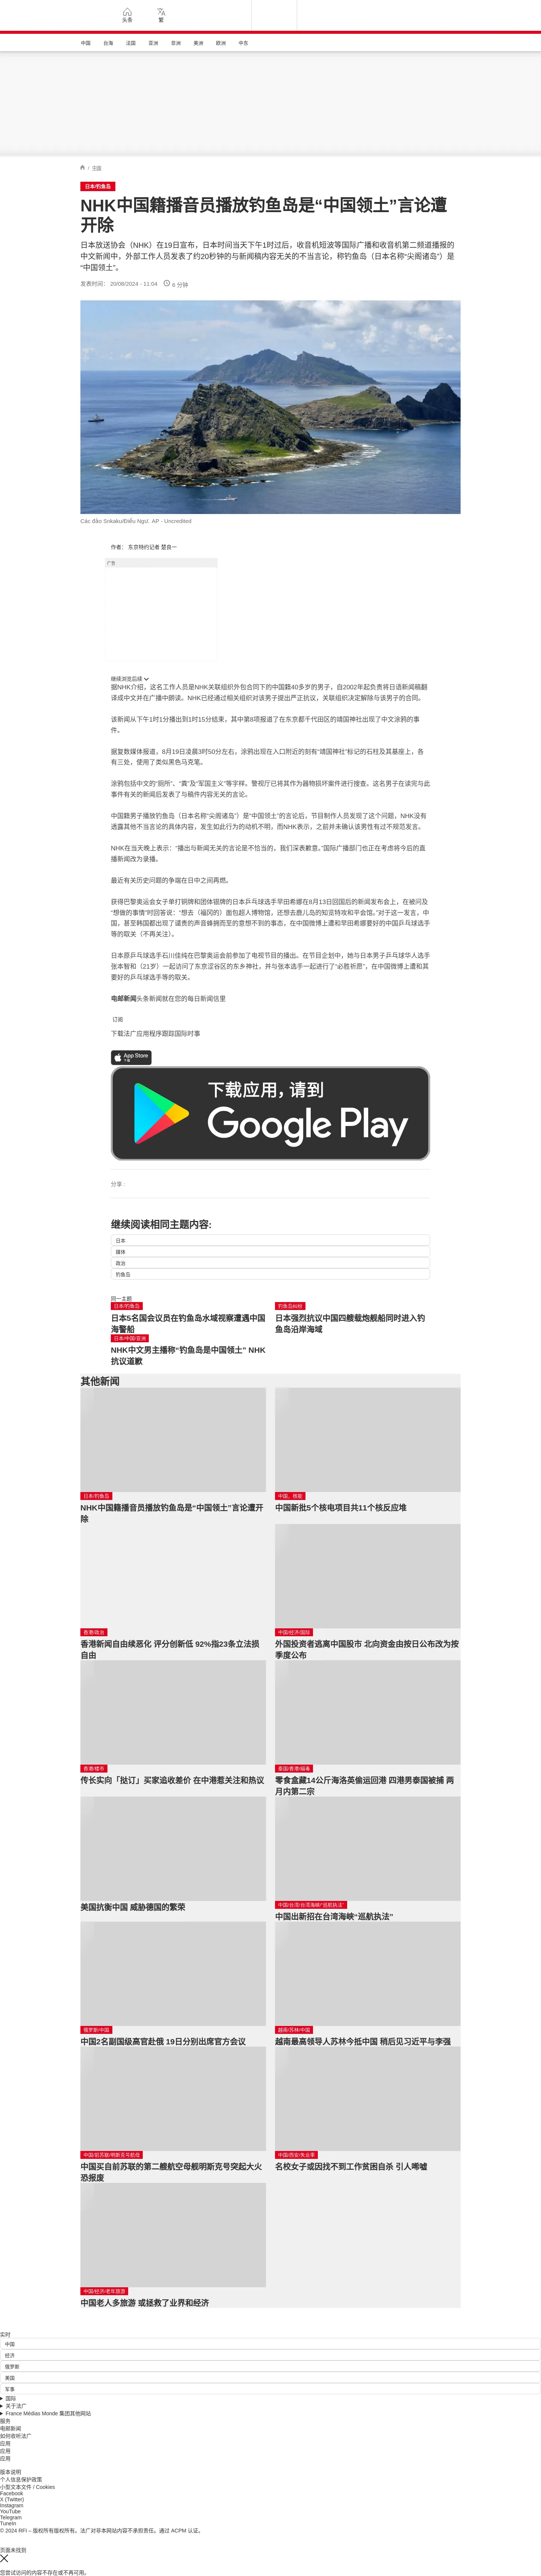 头条
繁
中国
台海
法国
亚洲
非洲
美洲
欧洲
中东
/ 中国
日本/钓鱼岛
NHK中国籍播音员播放钓鱼岛是“中国领土”言论遭
开除
日本放送协会（NHK）在19日宣布，日本时间当天下午1时过后，收音机短波等国际广播和收音机第二频道播报的
中文新闻中，外部工作人员发表了约20秒钟的与新闻稿内容无关的不当言论，称钓鱼岛（日本名称“尖阁诸岛”）是
“中国领土”。
发表时间： 20/08/2024 - 11:04
6 分钟
Các đảo Snkaku/Điếu Ngư. AP - Uncredited
作者： 东京特约记者 楚良一
广告
继续浏览后续
据NHK介绍，这名工作人员是NHK关联组织外包合同下的中国籍40多岁的男子，自2002年起负责将日语新闻稿翻
译成中文并在广播中朗读。NHK已经通过相关组织对该男子提出严正抗议，关联组织决定解除与该男子的合同。
该新闻从下午1时1分播出到1时15分结束，其中第8项报道了在东京都千代田区的靖国神社出现了中文涂鸦的事
件。
据复数媒体报道，8月19日凌晨3时50分左右，涂鸦出现在入口附近的刻有“靖国神社”标记的石柱及其基座上，各
有三处，使用了类似黑色马克笔。
涂鸦包括中文的“厕所”、“粪”及“军国主义”等字样。警视厅已将其作为器物损坏案件进行搜查。这名男子在读完与此
事件有关的新闻后发表了与稿件内容无关的言论。
中国籍男子播放钓鱼岛（日本名称“尖阁诸岛”）是“中国领土”的言论后，节目制作人员发现了这个问题，NHK没有
透露其他不当言论的具体内容，发生如此行为的动机不明，而NHK表示，之前并未确认该男性有过不规范发言。
NHK在当天晚上表示：“播出与新闻无关的言论是不恰当的，我们深表歉意。”国际广播部门也正在考虑将今后的直
播新闻改为录播。
最近有关历史问题的争端在日中之间再燃。
获得巴黎奥运会女子单打铜牌和团体银牌的日本乒乓球选手早田希娜在8月13日回国后的新闻发布会上，在被问及
“想做的事情”时回答说：“想去（福冈的）面包超人博物馆，还想去鹿儿岛的知览特攻和平会馆。”对于这一发言，中
国，甚至韩国都出现了谴责的声音蜂拥而至的意想不到的事态，在中国微博上遭和早田希娜要好的中国乒乓球选手
等的取关（不再关注）。
日本原乒乓球选手石川佳纯在巴黎奥运会前参加了电视节目的播出。在节目企划中，她与日本男子乒乓球华人选手
张本智和（21岁）一起访问了东京涩谷区的东乡神社，并与张本选手一起进行了“必胜祈愿”，在中国微博上遭和其
要好的乒乓球选手等的取关。
电邮新闻头条新闻就在您的每日新闻信里
订阅
下载法广应用程序跟踪国际时事
App Store
下载
下载应用，请到
Google Play
分享 :
继续阅读相同主题内容:
日本
媒体
政治
钓鱼岛
同一主题
日本/钓鱼岛
日本5名国会议员在钓鱼岛水域视察遭遇中国
海警船
钓鱼岛纠纷
日本强烈抗议中国四艘载炮舰船同时进入钓
鱼岛沿岸海域
日本/中国/亚洲
NHK中文男主播称“钓鱼岛是中国领土” NHK
抗议道歉
其他新闻
日本/钓鱼岛
NHK中国籍播音员播放钓鱼岛是“中国领土”言论遭开
除
中国、核能
中国新批5个核电项目共11个核反应堆
香港/政治
香港新闻自由续恶化 评分创新低 92%指23条立法损
自由
中国/经济/国际
外国投资者逃离中国股市 北向资金由按日公布改为按
季度公布
香港/楼市
传长实向「挞订」买家追收差价 在中港惹关注和热议
泰国/香港/贩毒
零食盒藏14公斤海洛英偷运回港 四港男泰国被捕 两
月内第二宗
美国抗衡中国 威胁德国的繁荣
中国/台湾/台湾海峡/“巡航执法”
中国出新招在台湾海峡“巡航执法”
俄罗斯/中国
中国2名副国级高官赴俄 19日分别出席官方会议
越南/苏林/中国
越南最高领导人苏林今抵中国 稍后见习近平与李强
中国/前苏联/明斯克号航母
中国买自前苏联的第二艘航空母舰明斯克号突起大火
恐报废
中国/西安/失业率
名校女子或因找不到工作贫困自杀 引人唏嘘
中国/经济/老年旅游
中国老人多旅游 或拯救了业界和经济
实时
中国
经济
俄罗斯
美国
军事
国际
关于法广
France Médias Monde 集团其他网站
服务
电邮新闻
如何收听法广
应用
应用
应用
版本说明
个人信息保护政策
小型文本文件 / Cookies
Facebook
X (Twitter)
Instagram
YouTube
Telegram
TuneIn
© 2024 RFI – 版权所有版权所有。法广对非本网站内容不承担责任。通过 ACPM 认证。
页面未找到
您尝试访问的内容不存在或不再可用。